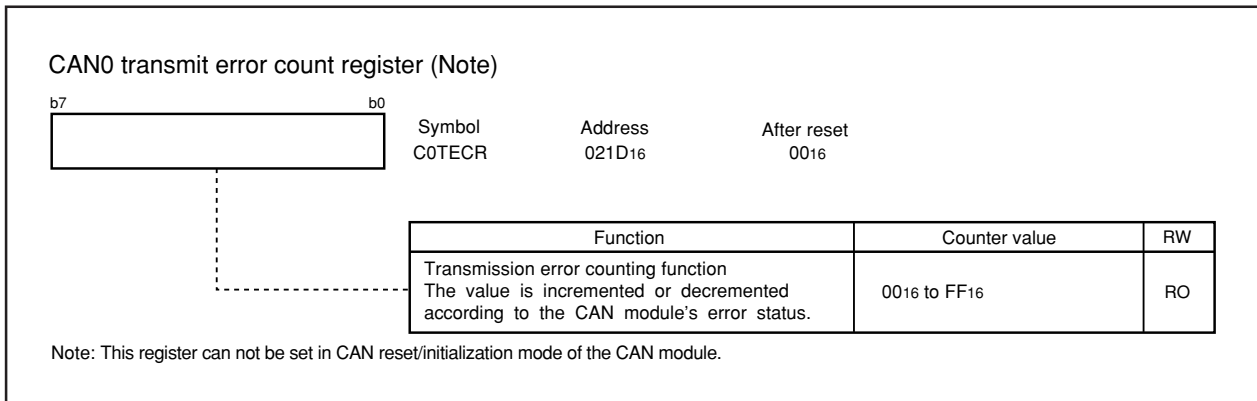 CAN0 transmit error count register (Note)
b7 b0
Symbol Address After reset
C0TECR 021D16 0016
Function Counter value RW
Transmission error counting function
The value is incremented or decremented 0016 to FF16 RO
according to the CAN module's error status.
Note: This register can not be set in CAN reset/initialization mode of the CAN module.